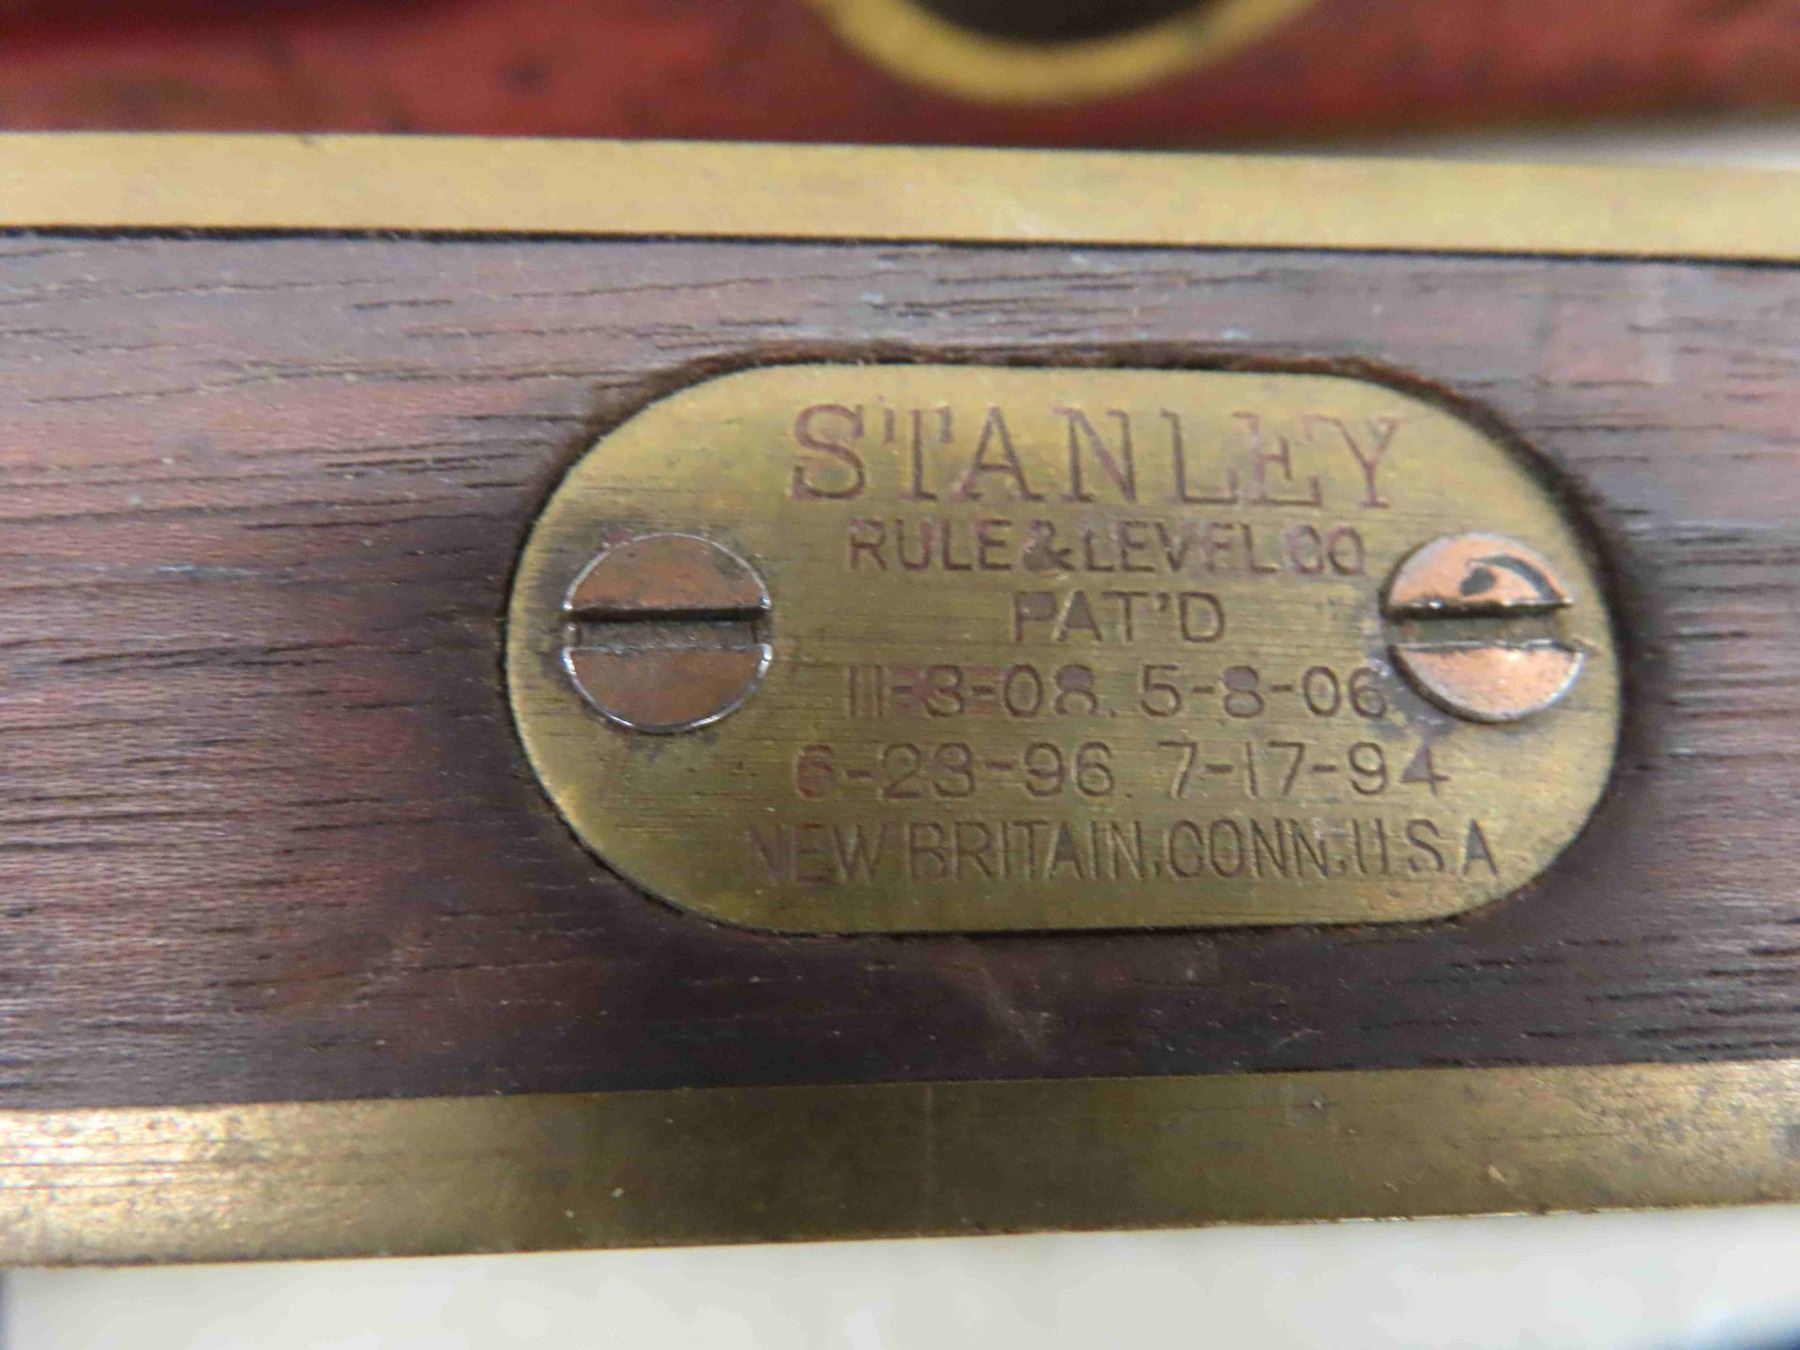 STANLEY
RULE & LEVEL CO
PAT'D
11-3-08. 5-8-06
6-23-96. 7-17-94
NEW BRITAIN, CONN. U.S.A